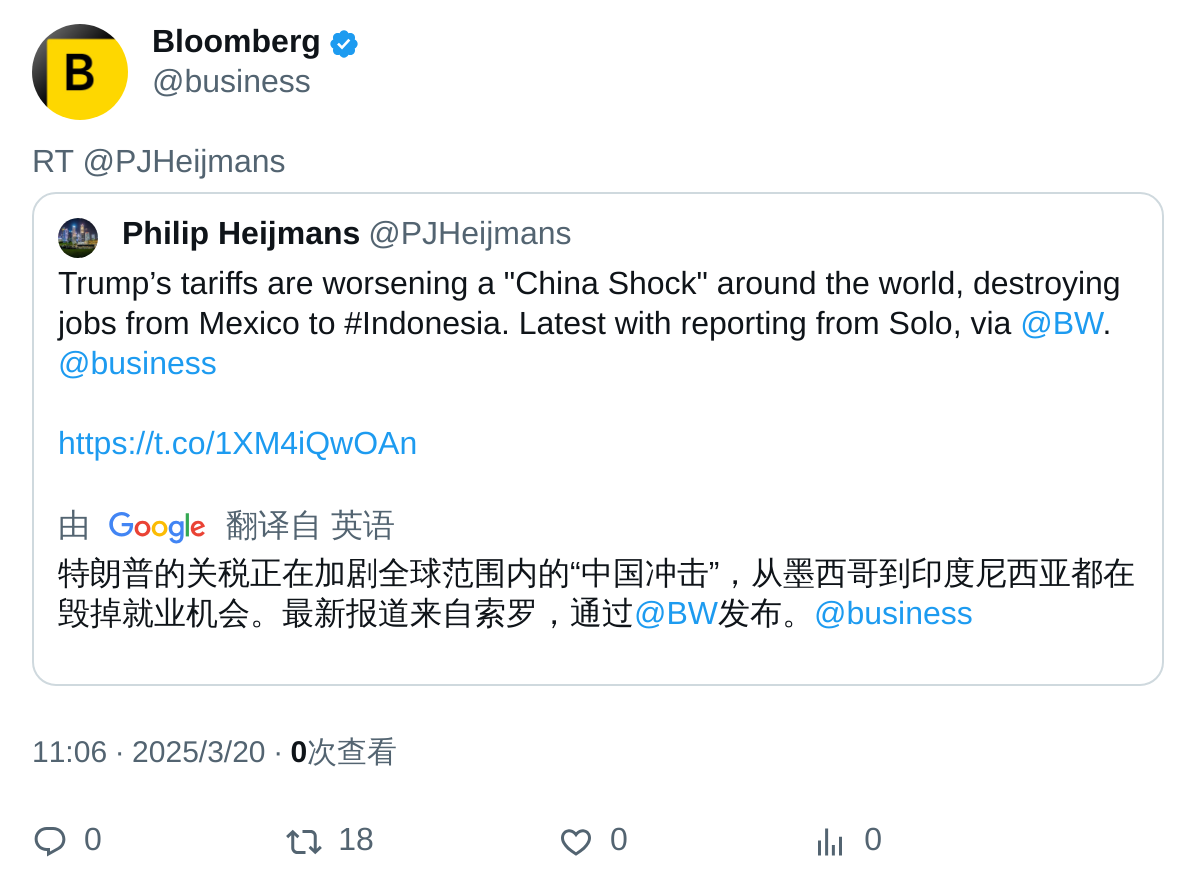 B
Bloomberg
@business
RT @PJHeijmans
Philip Heijmans @PJHeijmans
Trump’s tariffs are worsening a "China Shock" around the world, destroying
jobs from Mexico to #Indonesia. Latest with reporting from Solo, via @BW.
@business
https://t.co/1XM4iQwOAn
由 Google 翻译自 英语
特朗普的关税正在加剧全球范围内的“中国冲击”，从墨西哥到印度尼西亚都在
毁掉就业机会。最新报道来自索罗，通过@BW发布。@business
11:06 · 2025/3/20 · 0次查看
0 18 0 0